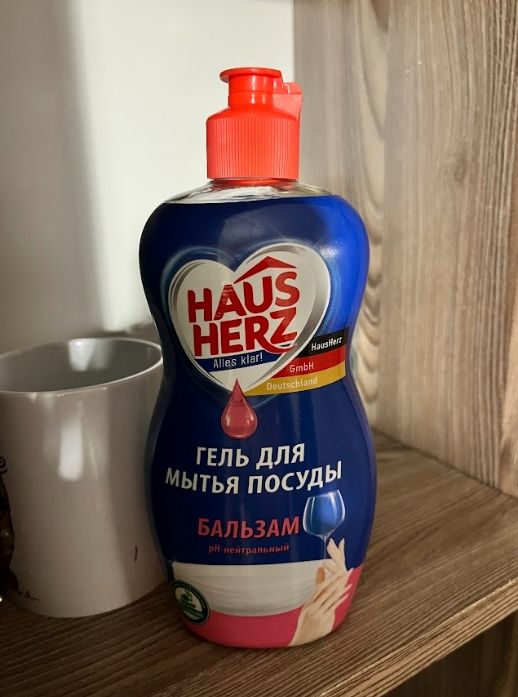 HAUS
HERZ
Alles klar!
HausHerz
GmbH
Deutschland
ГЕЛЬ ДЛЯ
МЫТЬЯ ПОСУДЫ
БАЛЬЗАМ
pH-нейтральный